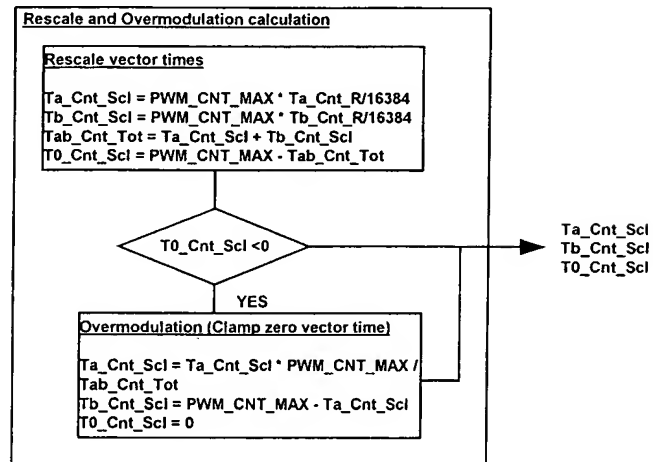 Rescale and Overmodulation calculation
Rescale vector times
Ta_Cnt_Scl = PWM_CNT_MAX * Ta_Cnt_R/16384
Tb_Cnt_Scl = PWM_CNT_MAX * Tb_Cnt_R/16384
Tab_Cnt_Tot = Ta_Cnt_Scl + Tb_Cnt_Scl
T0_Cnt_Scl = PWM_CNT_MAX - Tab_Cnt_Tot
T0_Cnt_Scl <0
Ta_Cnt_Scl
Tb_Cnt_Scl
T0_Cnt_Scl
YES
Overmodulation (Clamp zero vector time)
Ta_Cnt_Scl = Ta_Cnt_Scl * PWM_CNT_MAX /
Tab_Cnt_Tot
Tb_Cnt_Scl = PWM_CNT_MAX - Ta_Cnt_Scl
T0_Cnt_Scl = 0